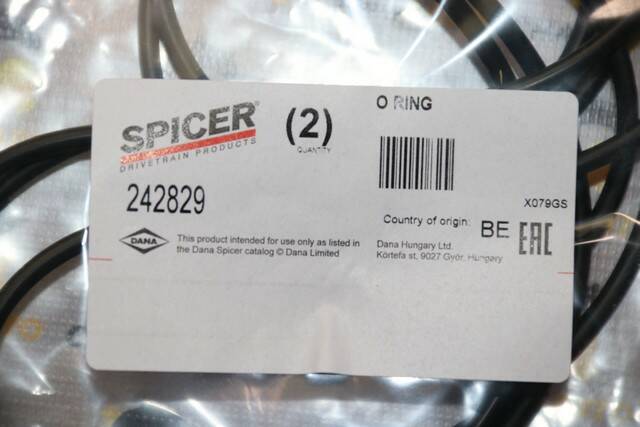 O RING
SPICER®
DRIVETRAIN PRODUCTS
(2)
QUANTITY
242829
X079GS
Country of origin: BE
EAC
DANA
This product intended for use only as listed in
the Dana Spicer catalog © Dana Limited
Dana Hungary Ltd.
Körtefa st, 9027 Győr, Hungary